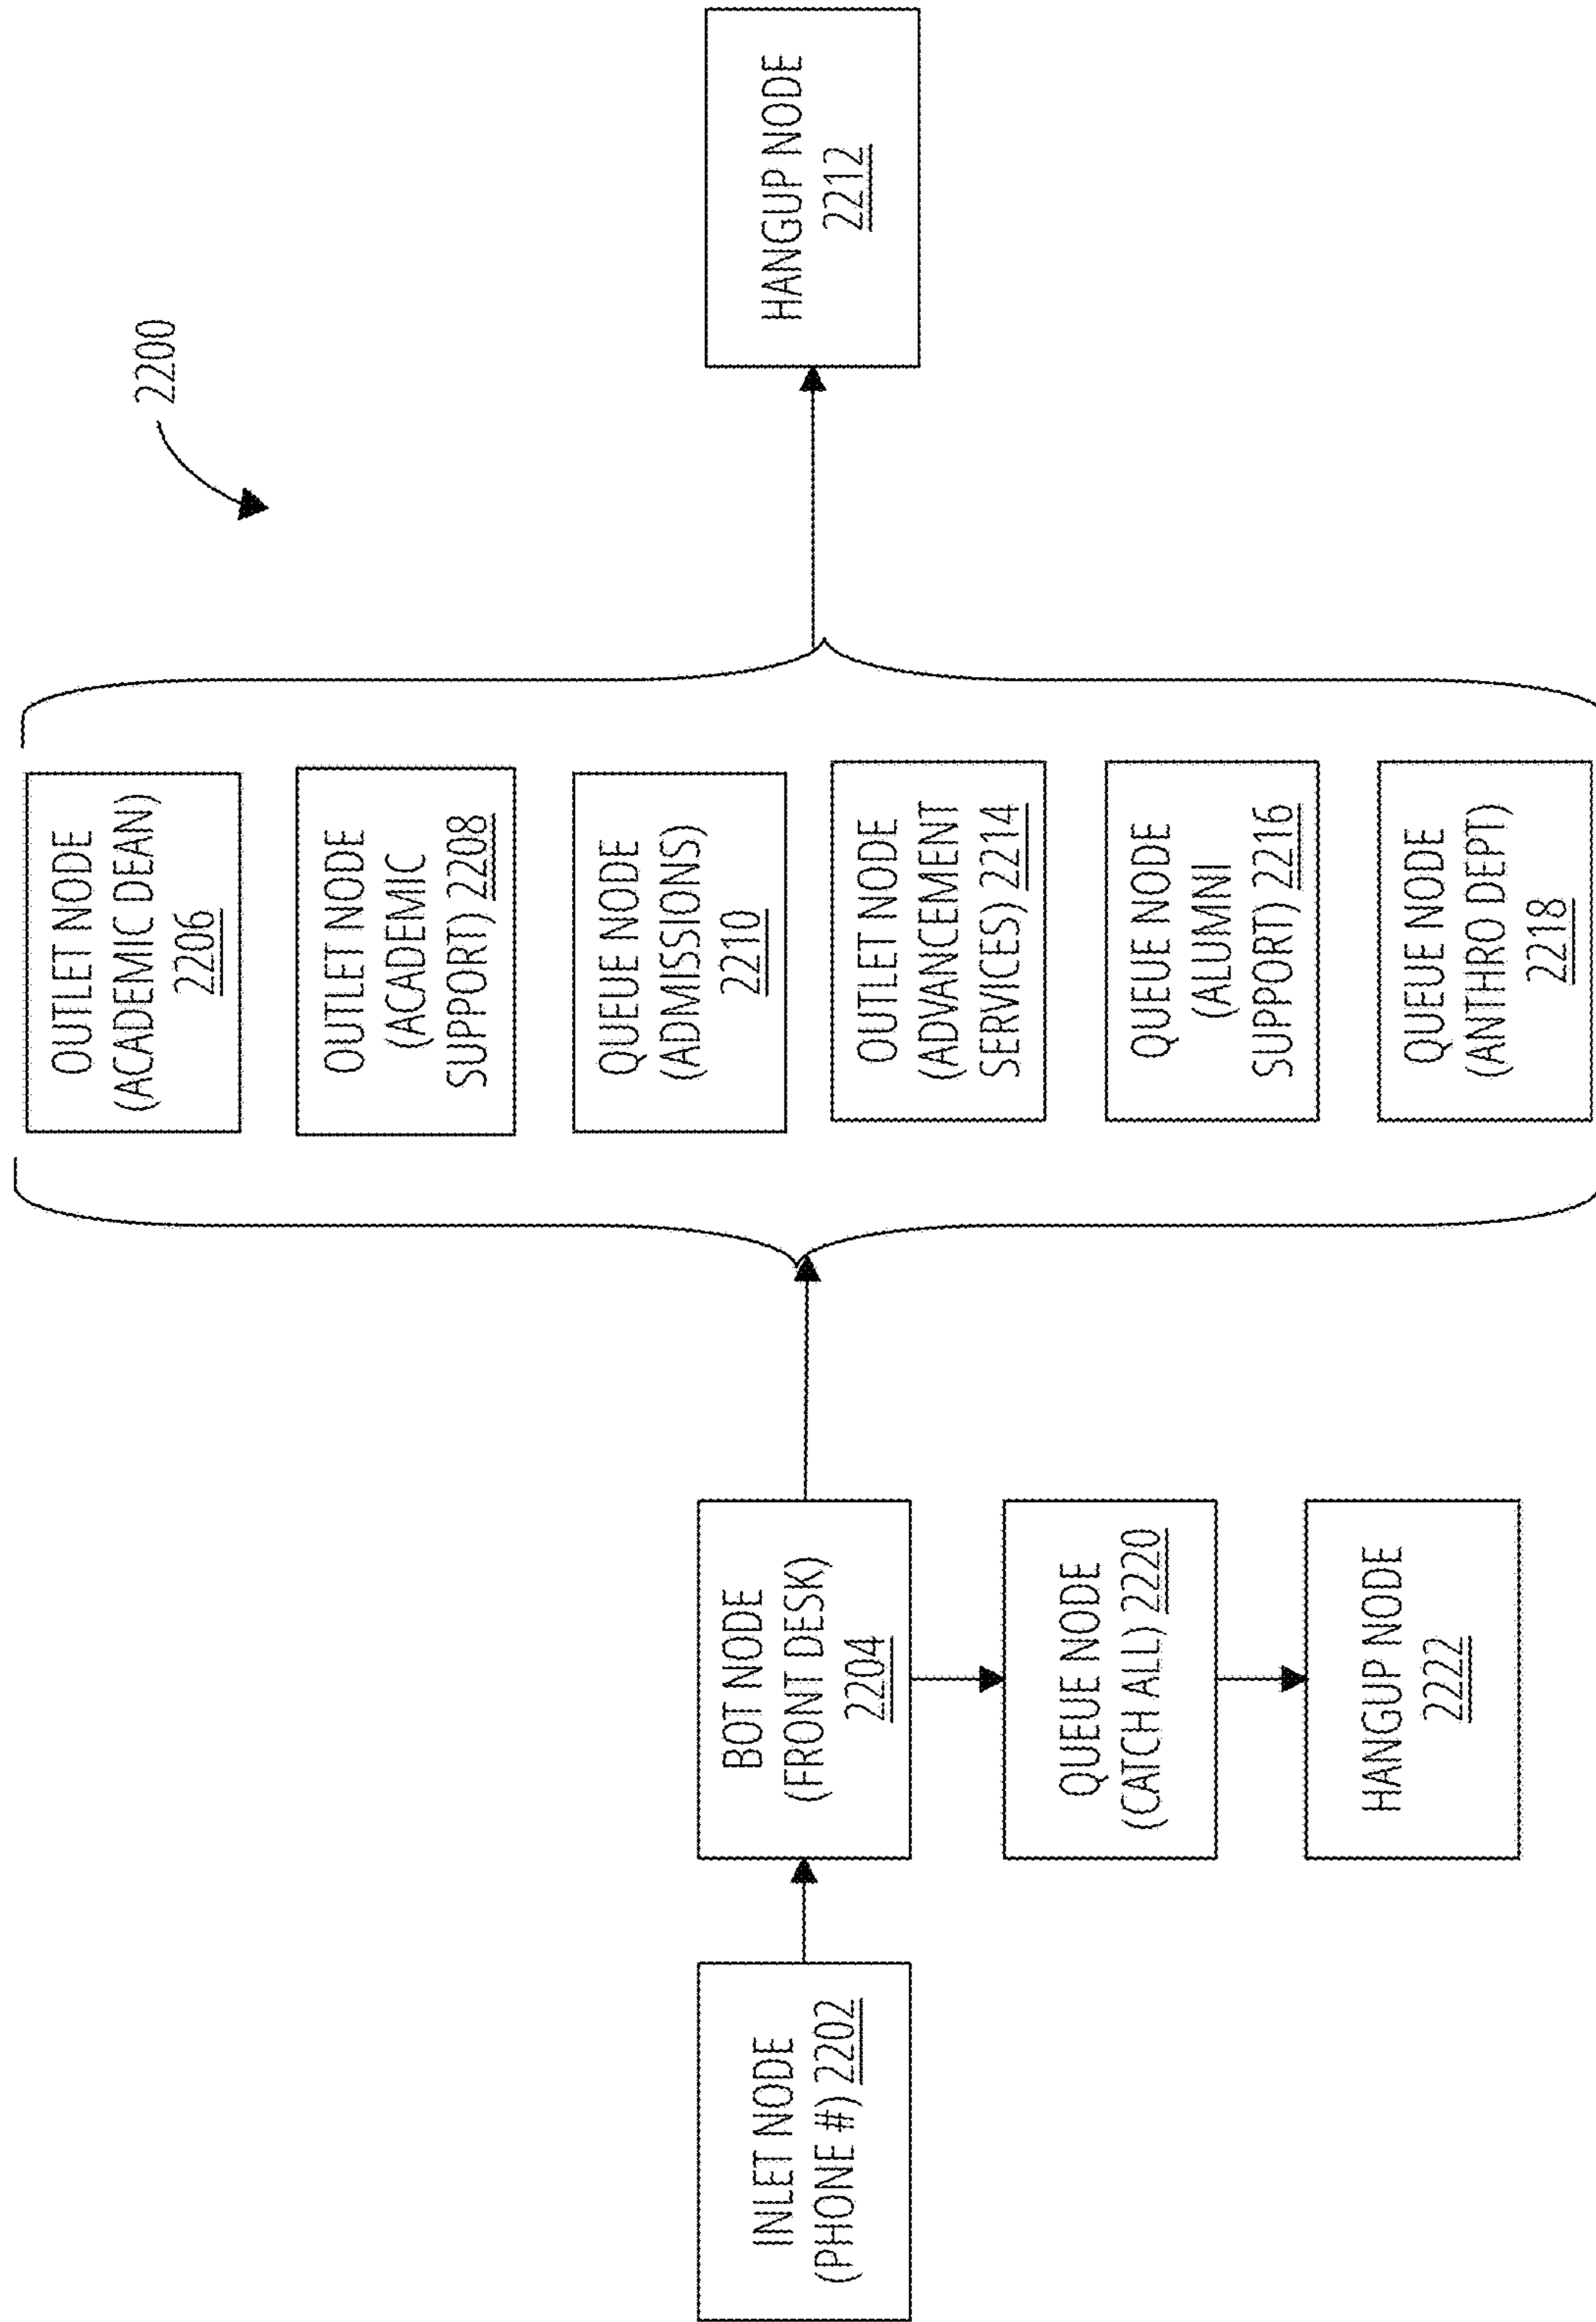 2200
INLET NODE
(PHONE #) 2202
BOT NODE
(FRONT DESK)
2204
QUEUE NODE
(CATCH ALL) 2220
HANGUP NODE
2222
OUTLET NODE
(ACADEMIC DEAN)
2206
OUTLET NODE
(ACADEMIC
SUPPORT) 2208
QUEUE NODE
(ADMISSIONS)
2210
OUTLET NODE
(ADVANCEMENT
SERVICES) 2214
QUEUE NODE
(ALUMNI
SUPPORT) 2216
QUEUE NODE
(ANTHRO DEPT)
2218
HANGUP NODE
2212